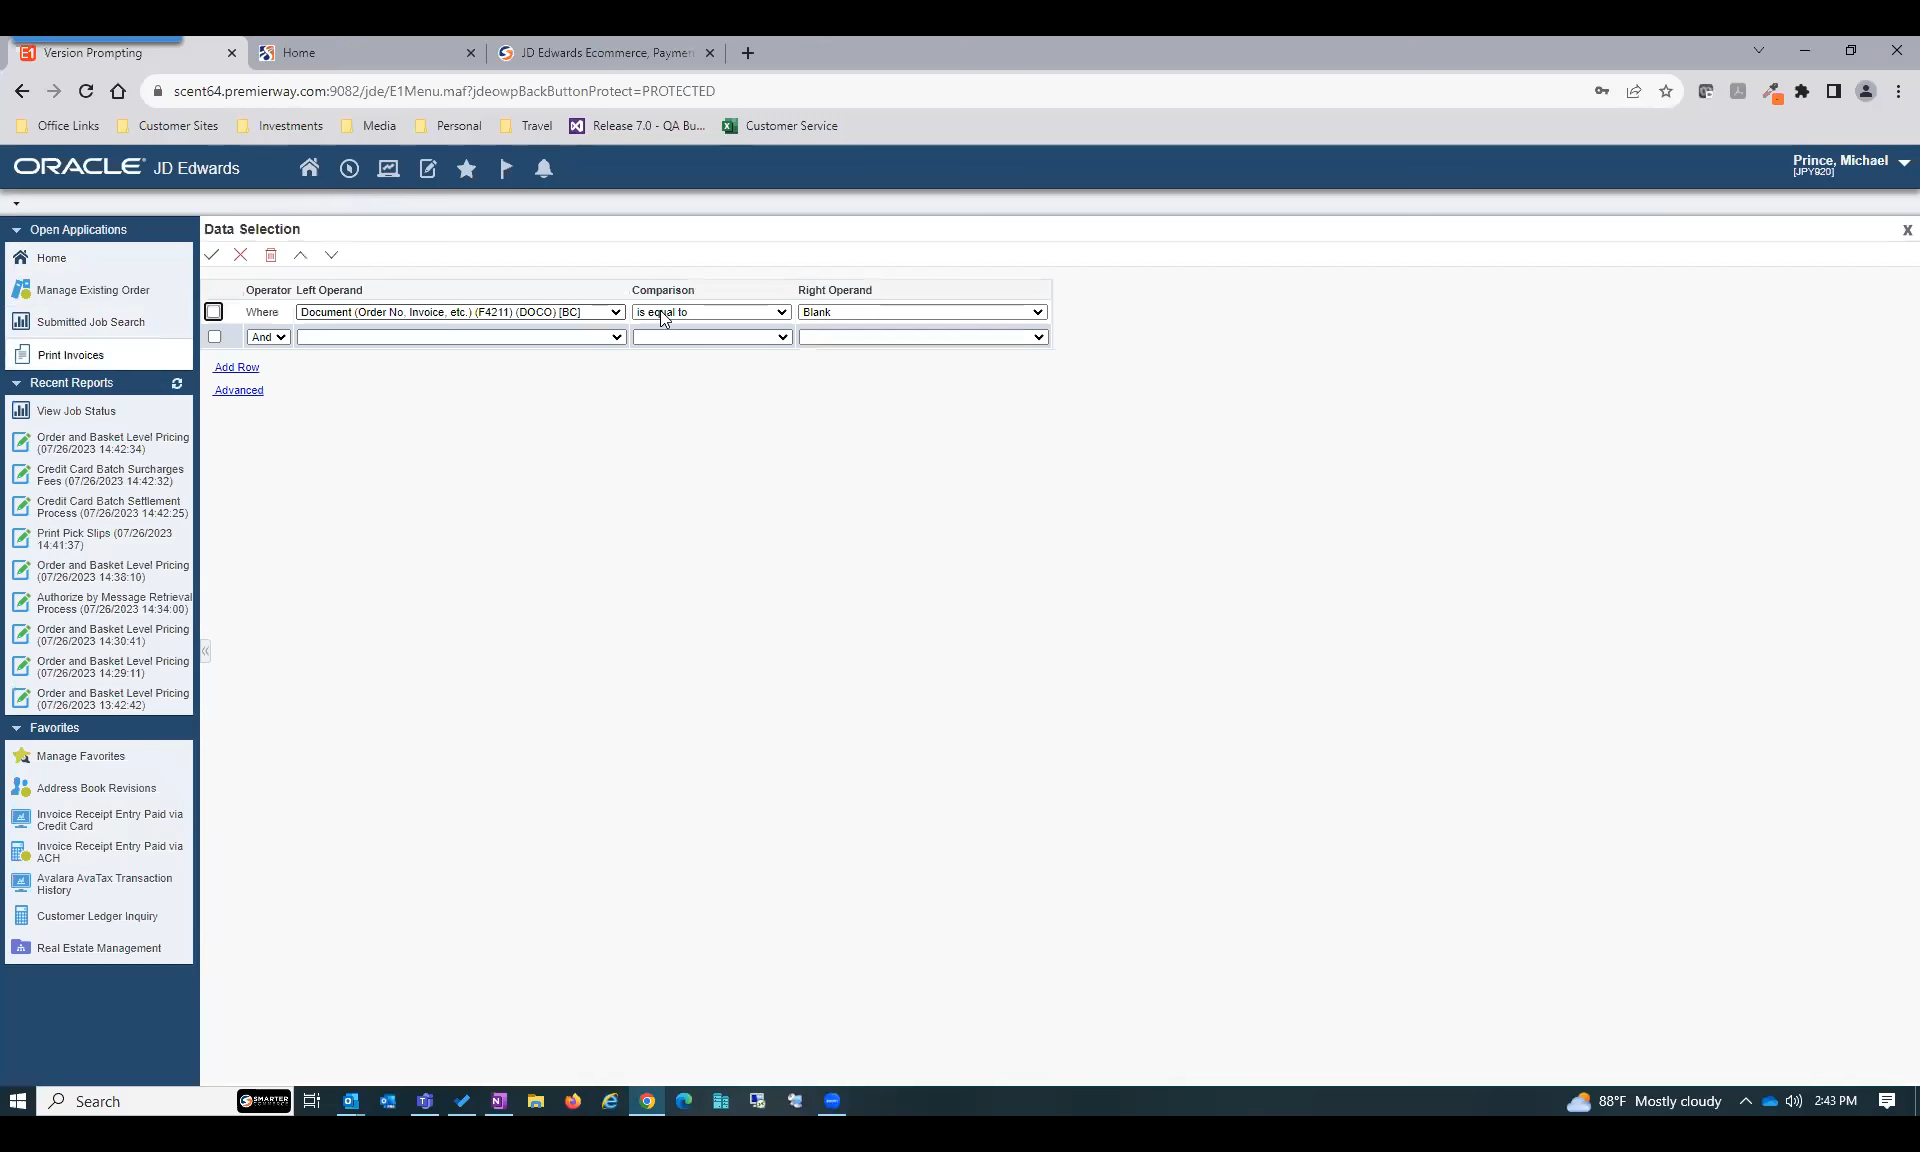 Version Prompting
Home
JD Edwards Ecommerce, Paymen
scent64.premierway.com:9082/jde/E1Menu.maf?jdeowpBackButtonProtect=PROTECTED
Office Links
Customer Sites
Investments
Media
Personal
Travel
Release 7.0 - QA Bu...
Customer Service
ORACLE JD Edwards
Prince, Michael
[JPY920]
Open Applications
Home
Manage Existing Order
Submitted Job Search
Print Invoices
Recent Reports
View Job Status
Order and Basket Level Pricing
(07/26/2023 14:42:34)
Credit Card Batch Surcharges
Fees (07/26/2023 14:42:32)
Credit Card Batch Settlement
Process (07/26/2023 14:42:25)
Print Pick Slips (07/26/2023
14:41:37)
Order and Basket Level Pricing
(07/26/2023 14:38:10)
Authorize by Message Retrieval
Process (07/26/2023 14:34:00)
Order and Basket Level Pricing
(07/26/2023 14:30:41)
Order and Basket Level Pricing
(07/26/2023 14:29:11)
Order and Basket Level Pricing
(07/26/2023 13:42:42)
Favorites
Manage Favorites
Address Book Revisions
Invoice Receipt Entry Paid via
Credit Card
Invoice Receipt Entry Paid via
ACH
Avalara AvaTax Transaction
History
Customer Ledger Inquiry
Real Estate Management
Data Selection
X
Operator Left Operand Comparison Right Operand
Where Document (Order No, Invoice, etc.) (F4211) (DOCO) [BC] is equal to Blank
And
Add Row
Advanced
Search
SMARTER
88°F Mostly cloudy
2:43 PM